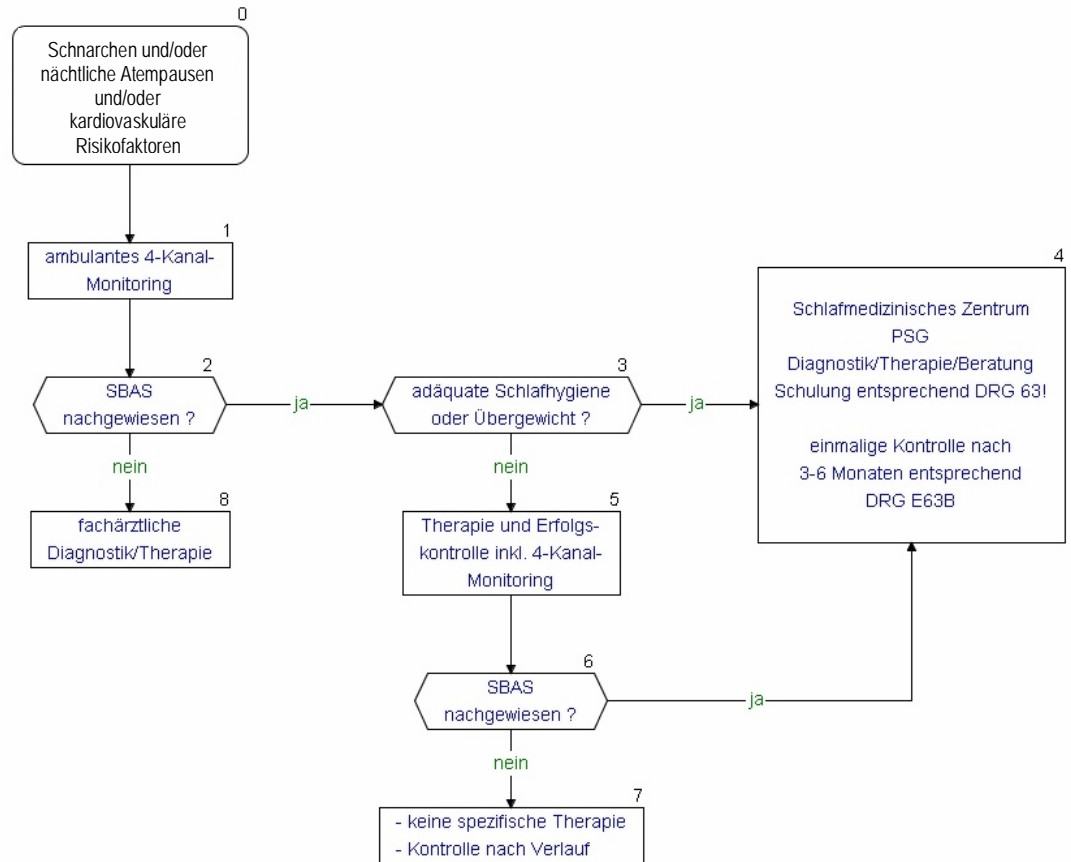 0
Schnarchen und/oder
nächtliche Atempausen
und/oder
kardiovaskuläre
Risikofaktoren
1
ambulantes 4-Kanal-
Monitoring
2
SBAS
nachgewiesen ?
ja
3
adäquate Schlafhygiene
oder Übergewicht ?
ja
4
Schlafmedizinisches Zentrum
PSG
Diagnostik/Therapie/Beratung
Schulung entsprechend DRG 63!
einmalige Kontrolle nach
3-6 Monaten entsprechend
DRG E63B
nein
8
fachärztliche
Diagnostik/Therapie
nein
5
Therapie und Erfolgs-
kontrolle inkl. 4-Kanal-
Monitoring
6
SBAS
nachgewiesen ?
ja
nein
7
- keine spezifische Therapie
- Kontrolle nach Verlauf